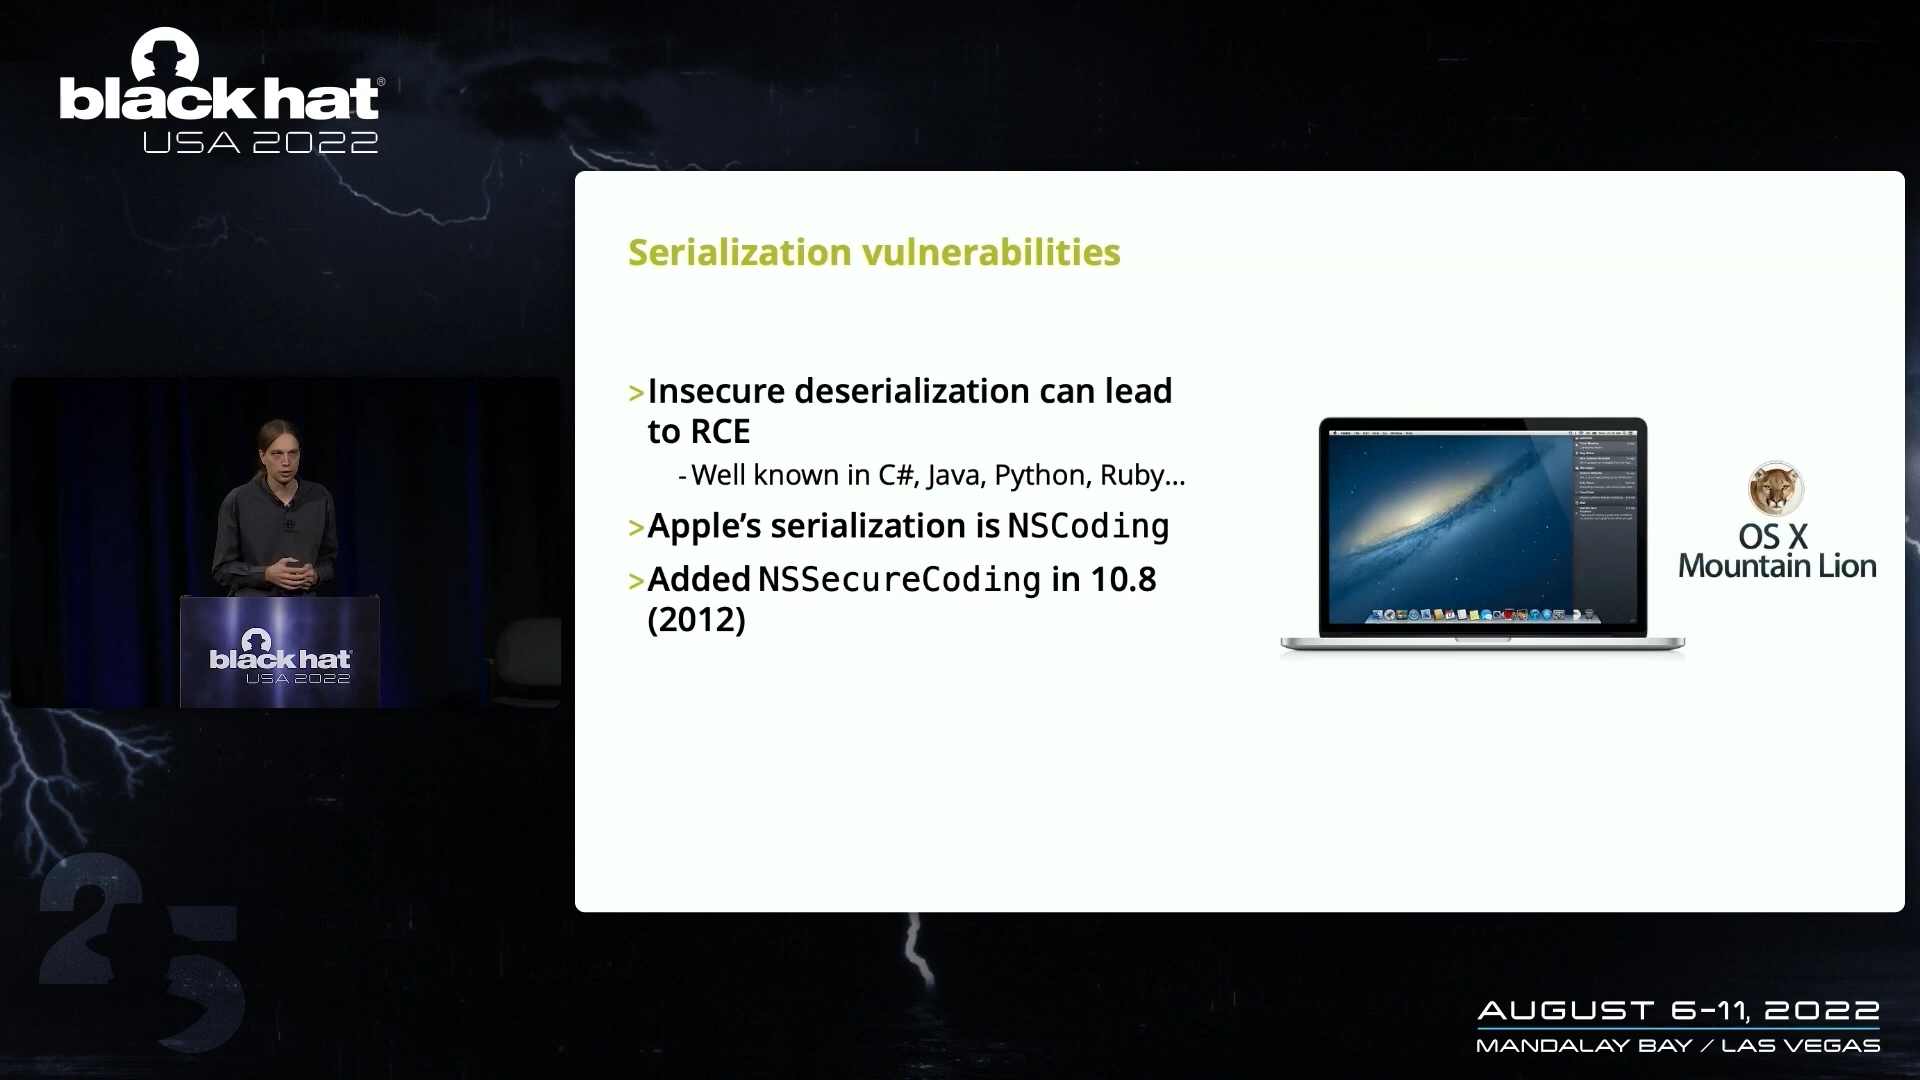 black hat®
USA 2022
Serialization vulnerabilities
>Insecure deserialization can lead
to RCE
-Well known in C#, Java, Python, Ruby...
>Apple's serialization is NSCoding
>Added NSSecureCoding in 10.8
(2012)
OS X
Mountain Lion
black hat
USA 2022
25
AUGUST 6-11, 2022
MANDALAY BAY / LAS VEGAS